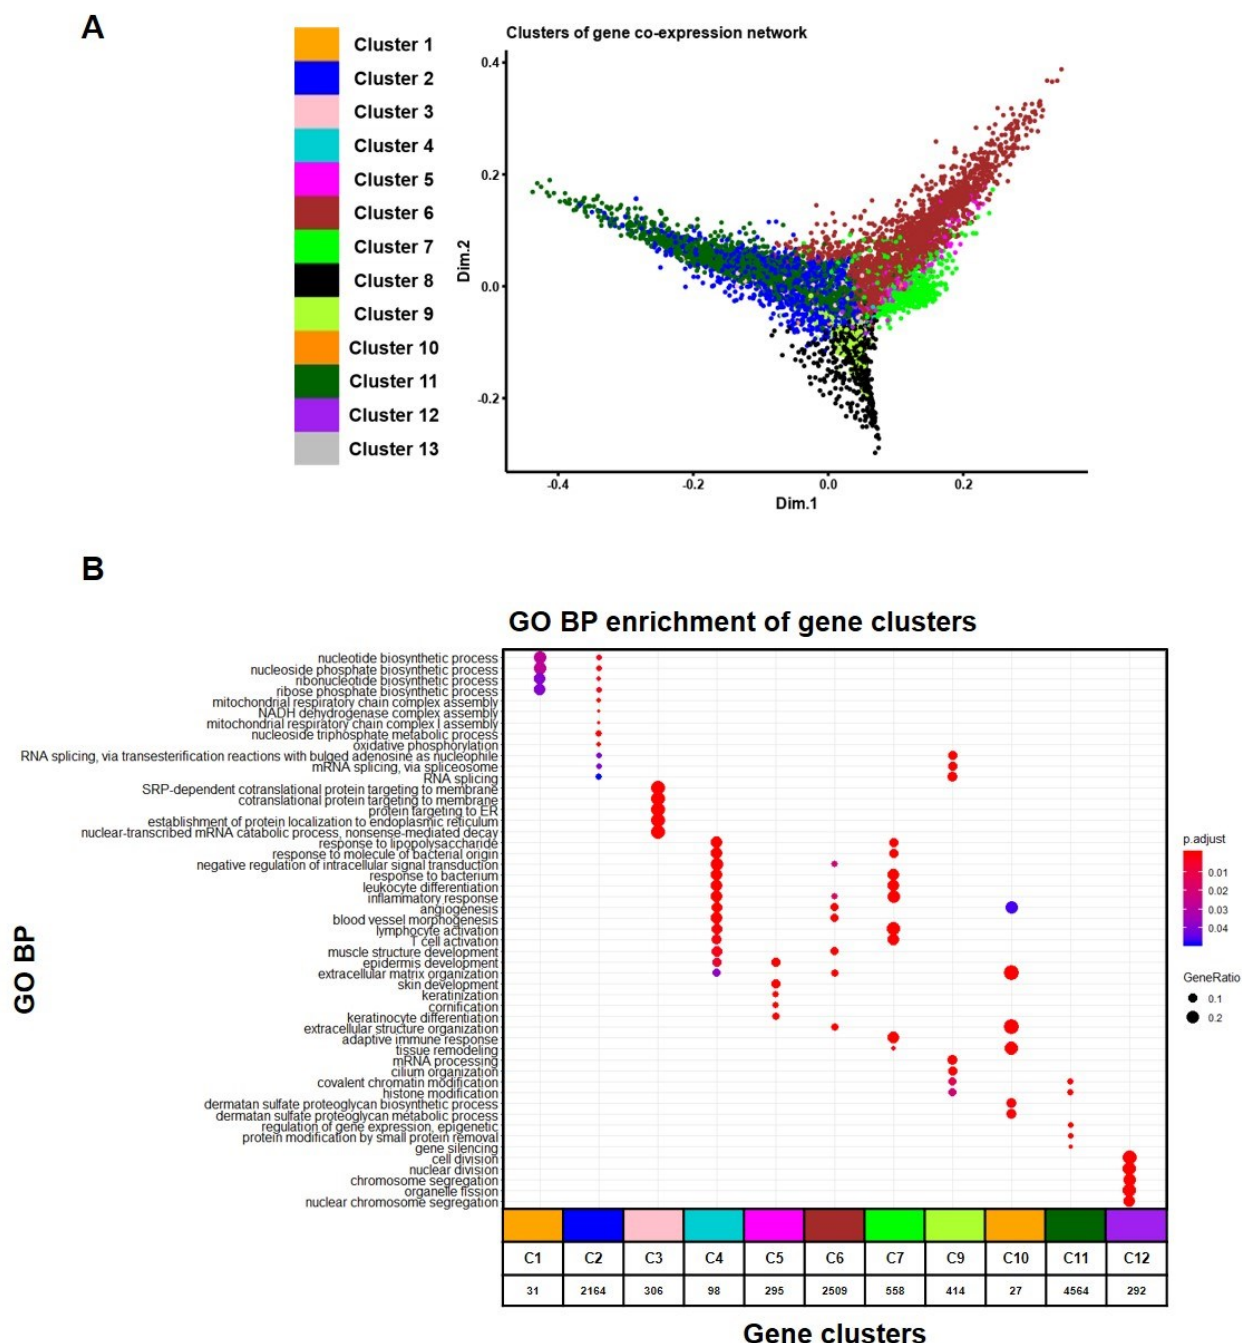 A
Cluster 1
Cluster 2
Cluster 3
Cluster 4
Cluster 5
Cluster 6
Cluster 7
Cluster 8
Cluster 9
Cluster 10
Cluster 11
Cluster 12
Cluster 13
Clusters of gene co-expression network
0.4
0.2
0.0
-0.2
Dim.2
-0.4
-0.2
0.0
0.2
Dim.1
B
GO BP enrichment of gene clusters
GO BP
nucleotide biosynthetic process
nucleoside phosphate biosynthetic process
ribonucleotide biosynthetic process
ribose phosphate biosynthetic process
mitochondrial respiratory chain complex assembly
NADH dehydrogenase complex assembly
mitochondrial respiratory chain complex I assembly
nucleoside triphosphate metabolic process
oxidative phosphorylation
RNA splicing, via transesterification reactions with bulged adenosine as nucleophile
mRNA splicing, via spliceosome
RNA splicing
SRP-dependent cotranslational protein targeting to membrane
cotranslational protein targeting to membrane
protein targeting to ER
establishment of protein localization to endoplasmic reticulum
nuclear-transcribed mRNA catabolic process, nonsense-mediated decay
response to lipopolysaccharide
response to molecule of bacterial origin
negative regulation of intracellular signal transduction
response to bacterium
leukocyte differentiation
inflammatory response
angiogenesis
blood vessel morphogenesis
lymphocyte activation
T cell activation
muscle structure development
epidermis development
extracellular matrix organization
skin development
keratinization
cornification
keratinocyte differentiation
extracellular structure organization
adaptive immune response
tissue remodeling
mRNA processing
cilium organization
covalent chromatin modification
histone modification
dermatan sulfate proteoglycan biosynthetic process
dermatan sulfate proteoglycan metabolic process
regulation of gene expression, epigenetic
protein modification by small protein removal
gene silencing
cell division
nuclear division
chromosome segregation
organelle fission
nuclear chromosome segregation
p.adjust
0.01
0.02
0.03
0.04
GeneRatio
0.1
0.2
C1 C2 C3 C4 C5 C6 C7 C9 C10 C11 C12
31 2164 306 98 295 2509 558 414 27 4564 292
Gene clusters